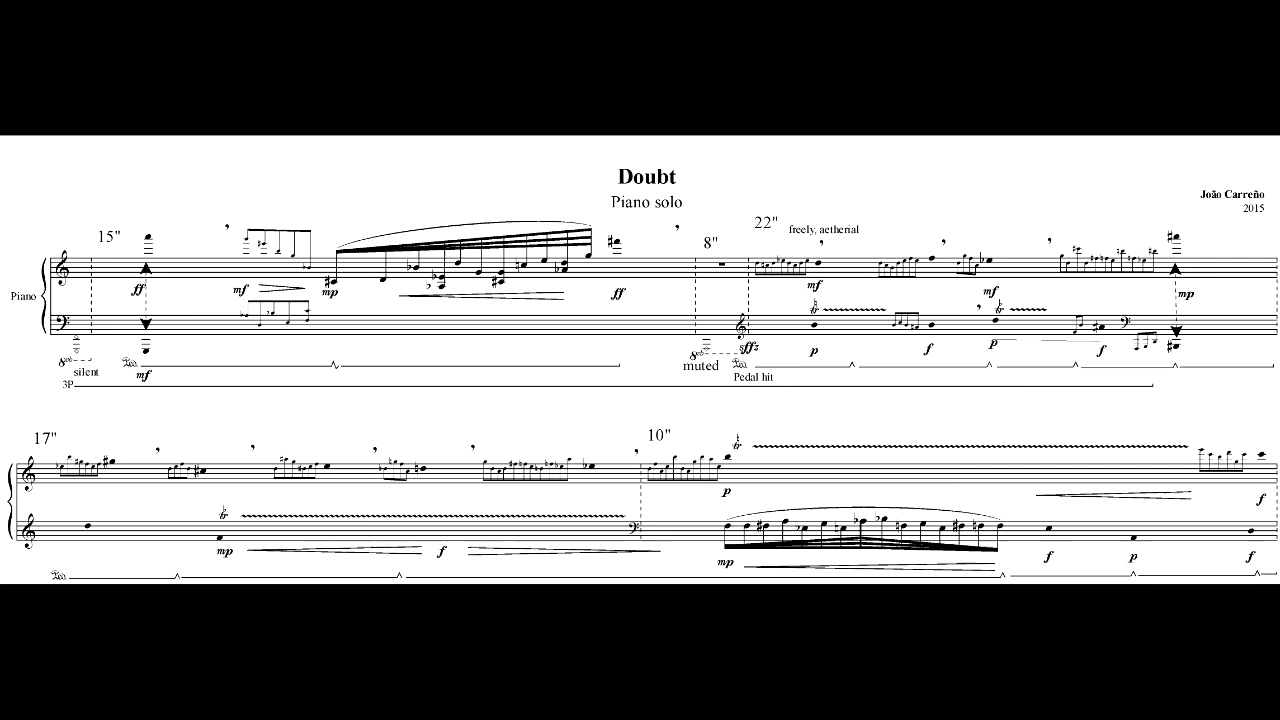 Doubt
Piano solo
João Carreño
2015
15" 8" 22" freely, aetherial
Piano
ff mf mp ff mf mf mp
p f p f
8vb silent mf 8vb muted sffz
3P Pedal hit
17" 10"
p f
mp f mp f p f